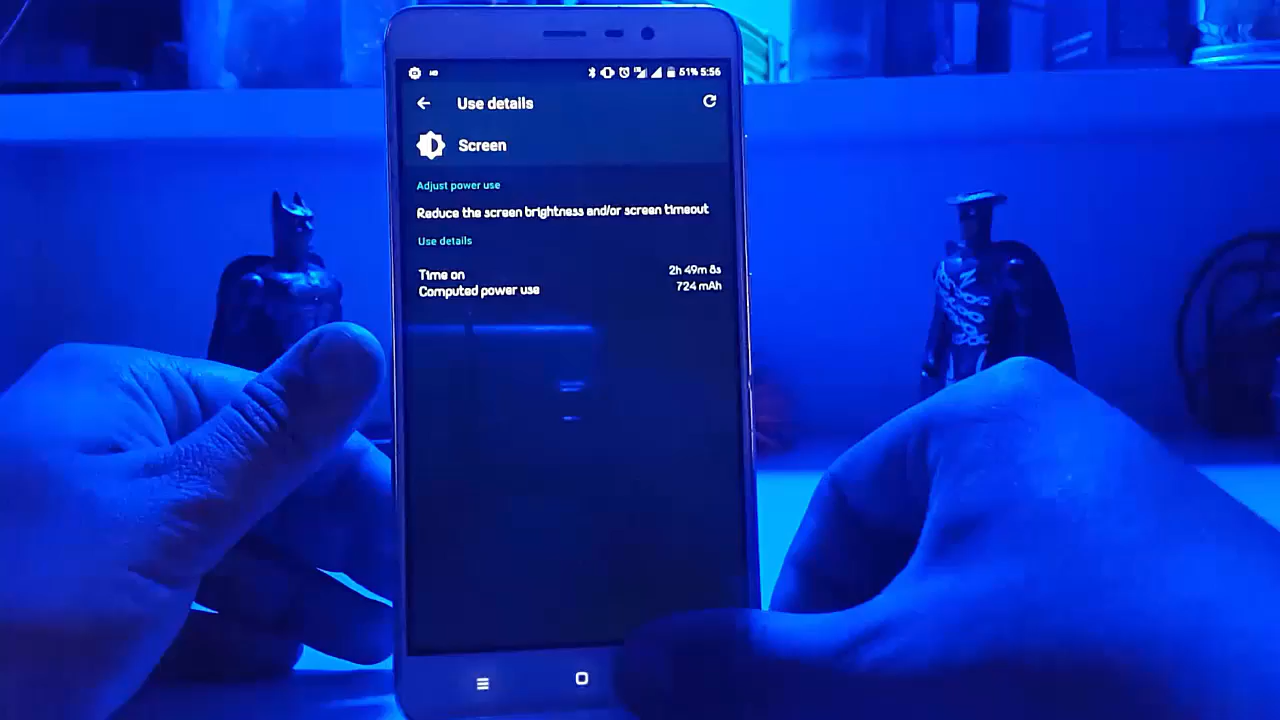 51% 5:56
Use details
Screen
Adjust power use
Reduce the screen brightness and/or screen timeout
Use details
Time on 2h 49m 8s
Computed power use 724 mAh